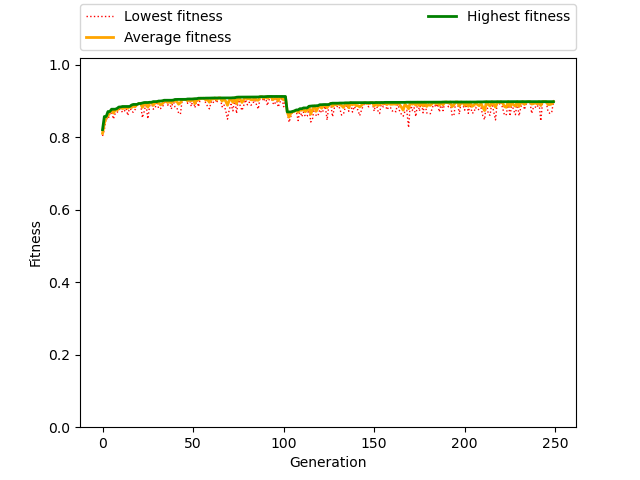 Lowest fitness
Average fitness
Highest fitness
1.0
0.8
0.6
0.4
0.2
0.0
Fitness
0 50 100 150 200 250
Generation